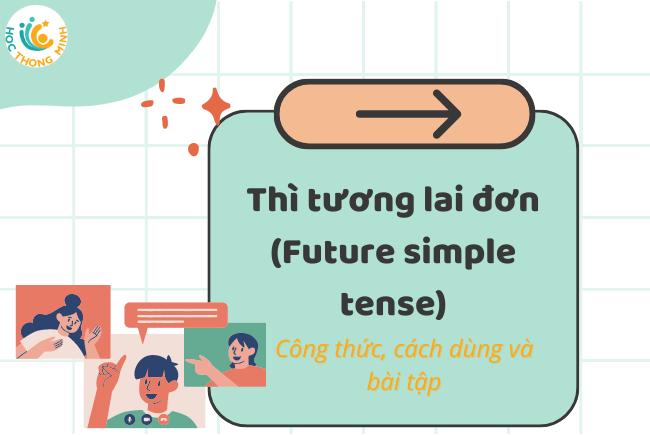 HỌC THÔNG MINH
Thì tương lai đơn
(Future simple
tense)
Công thức, cách dùng và
bài tập